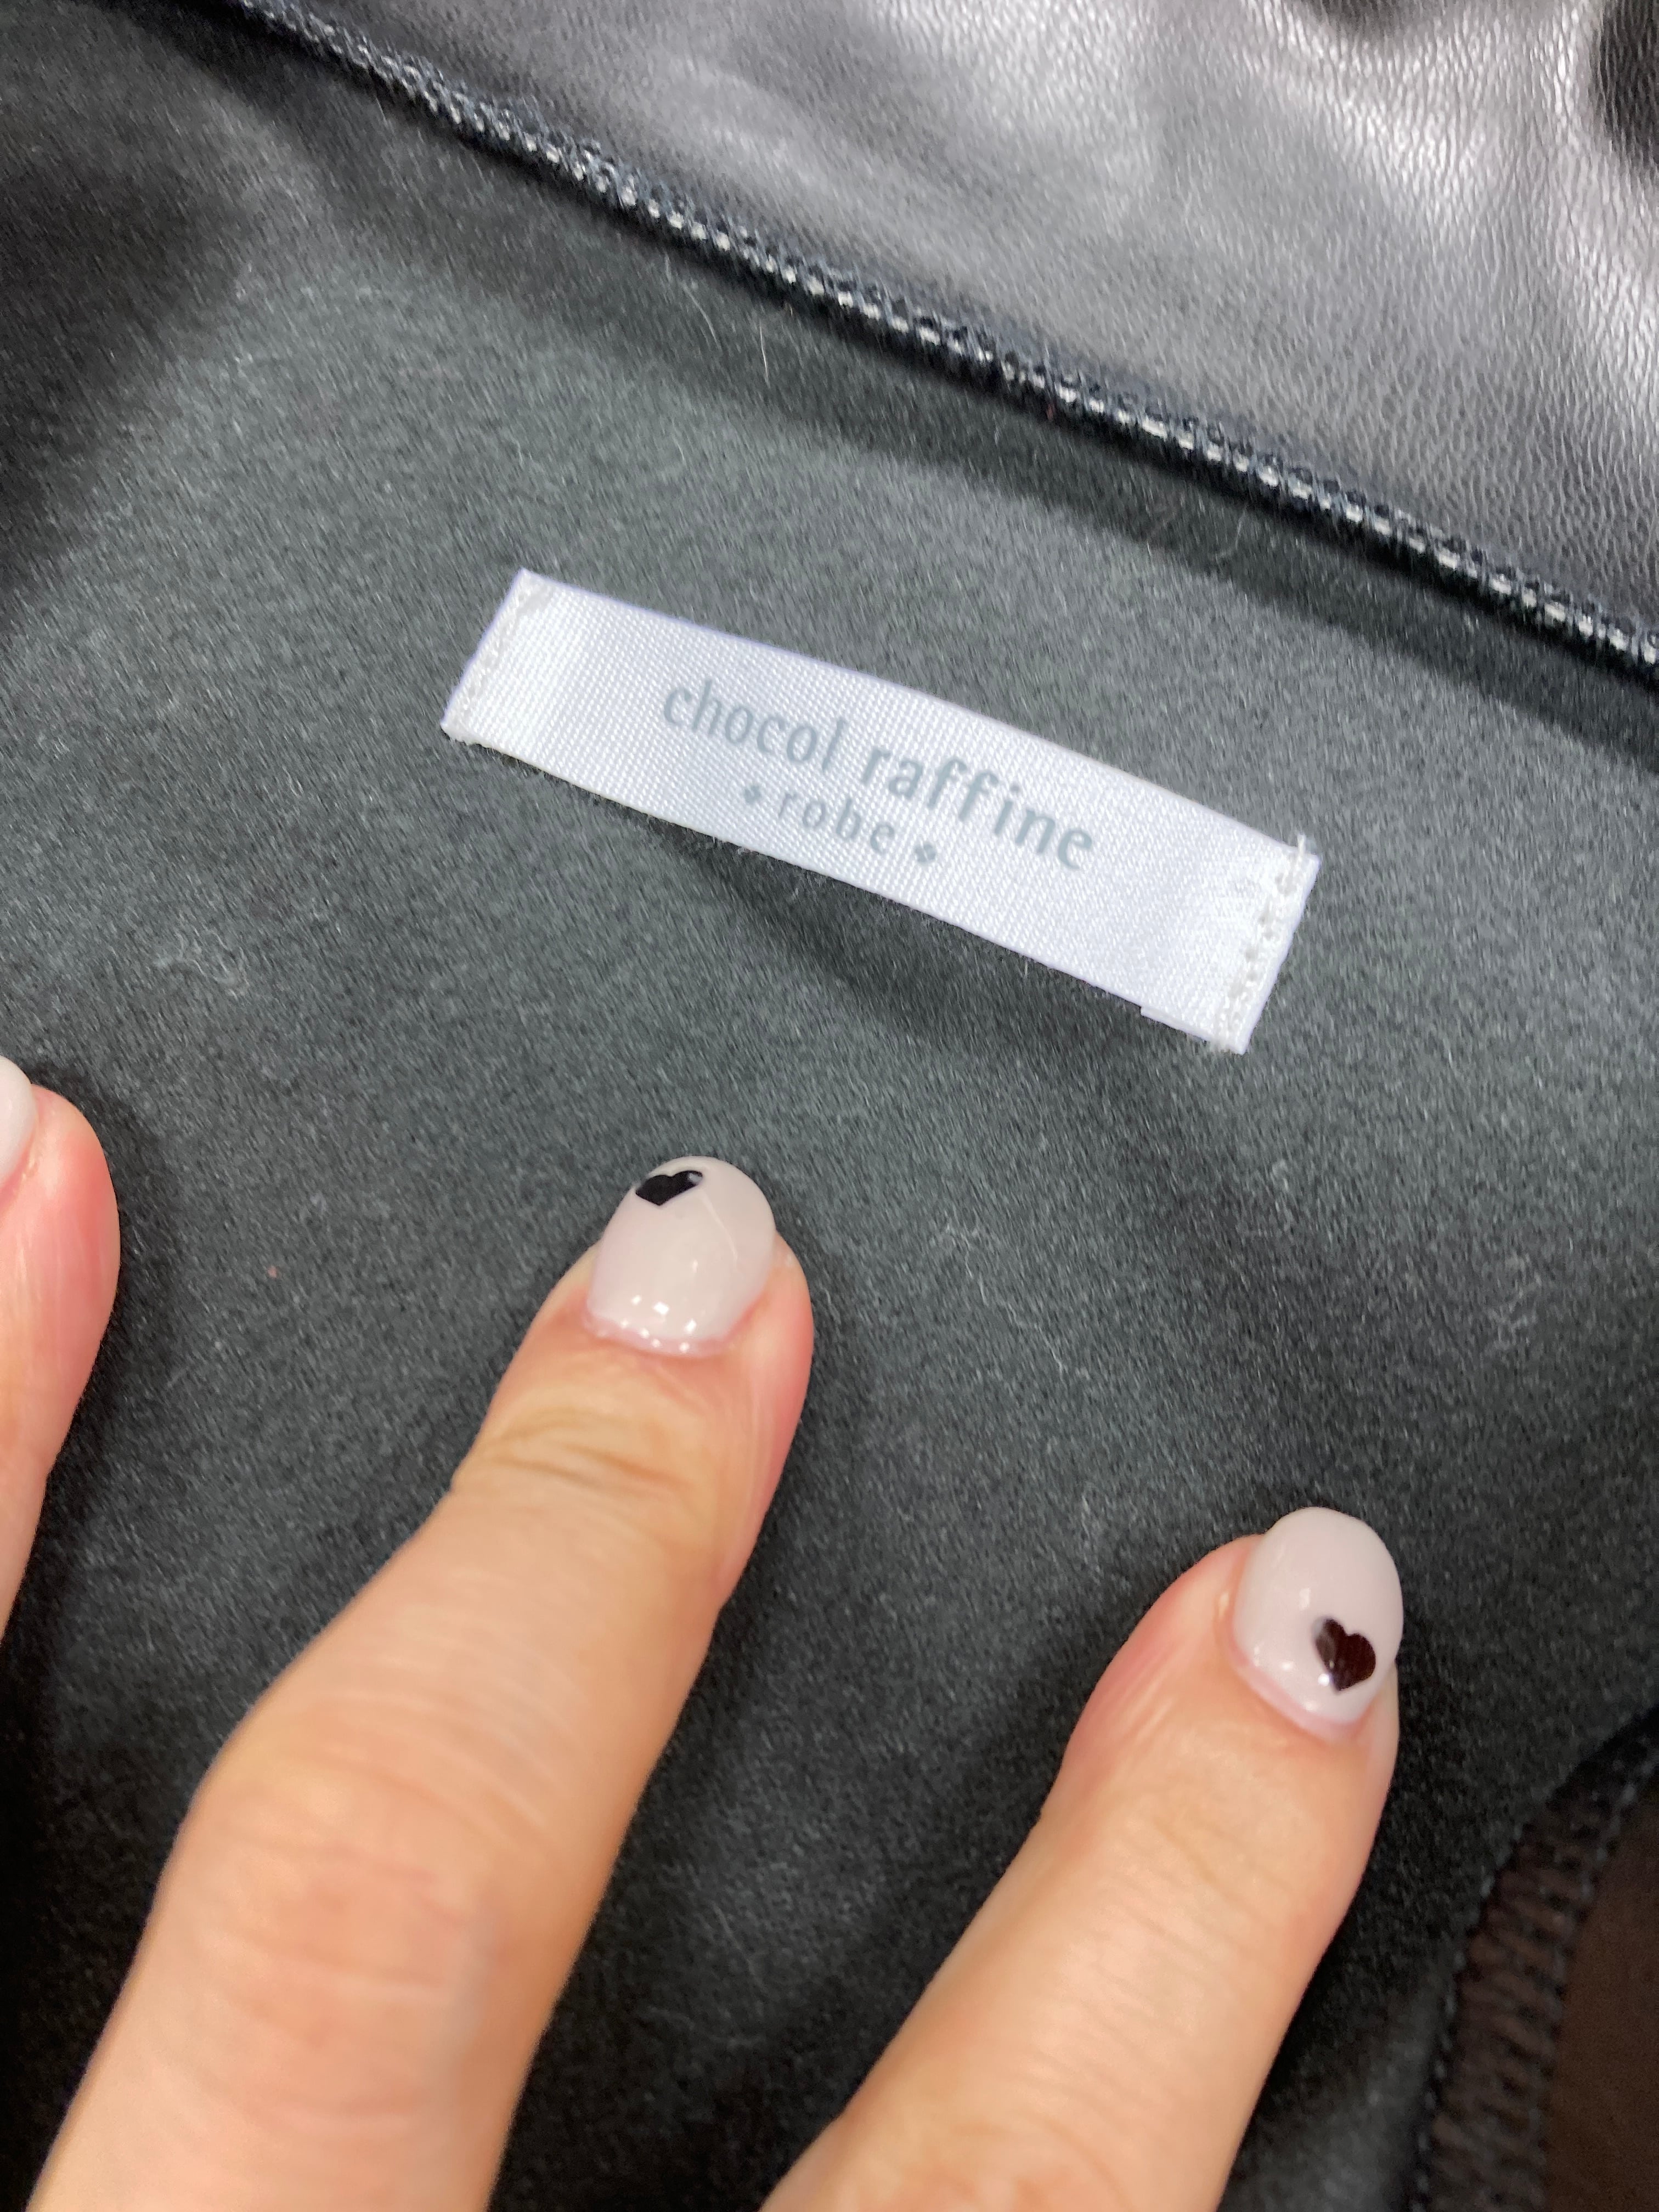 chocol raffine
robe